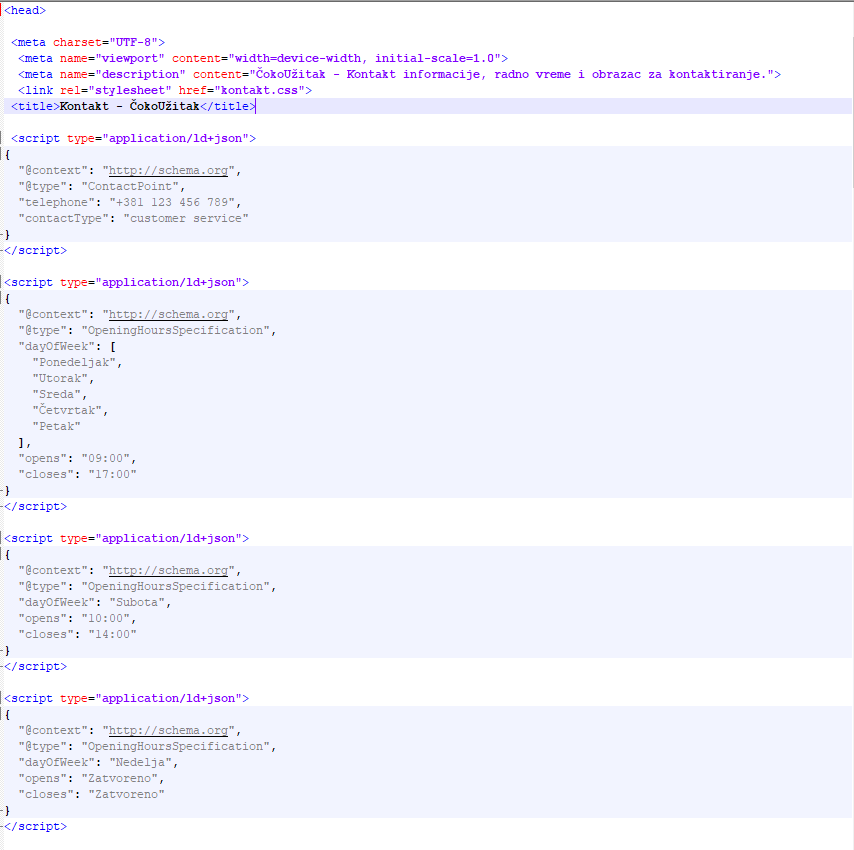 <head>
<meta charset="UTF-8">
<meta name="viewport" content="width=device-width, initial-scale=1.0">
<meta name="description" content="ČokoUžitak - Kontakt informacije, radno vreme i obrazac za kontaktiranje.">
<link rel="stylesheet" href="kontakt.css">
<title>Kontakt - ČokoUžitak</title>
<script type="application/ld+json">
{
"@context": "http://schema.org",
"@type": "ContactPoint",
"telephone": "+381 123 456 789",
"contactType": "customer service"
}
</script>
<script type="application/ld+json">
{
"@context": "http://schema.org",
"@type": "OpeningHoursSpecification",
"dayOfWeek": [
"Ponedeljak",
"Utorak",
"Sreda",
"Četvrtak",
"Petak"
],
"opens": "09:00",
"closes": "17:00"
}
</script>
<script type="application/ld+json">
{
"@context": "http://schema.org",
"@type": "OpeningHoursSpecification",
"dayOfWeek": "Subota",
"opens": "10:00",
"closes": "14:00"
}
</script>
<script type="application/ld+json">
{
"@context": "http://schema.org",
"@type": "OpeningHoursSpecification",
"dayOfWeek": "Nedelja",
"opens": "Zatvoreno",
"closes": "Zatvoreno"
}
</script>